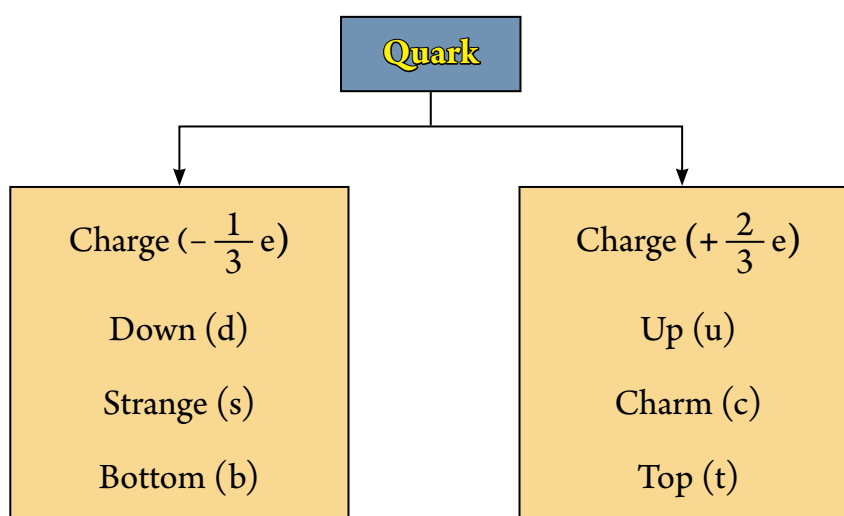 Quark
Charge (– 1/3 e)
Down (d)
Strange (s)
Bottom (b)
Charge (+ 2/3 e)
Up (u)
Charm (c)
Top (t)